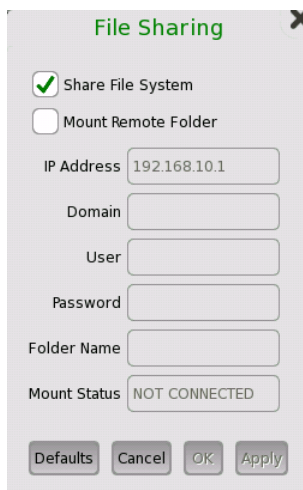 File Sharing
Share File System
Mount Remote Folder
IP Address 192.168.10.1
Domain
User
Password
Folder Name
Mount Status NOT CONNECTED
Defaults Cancel OK Apply